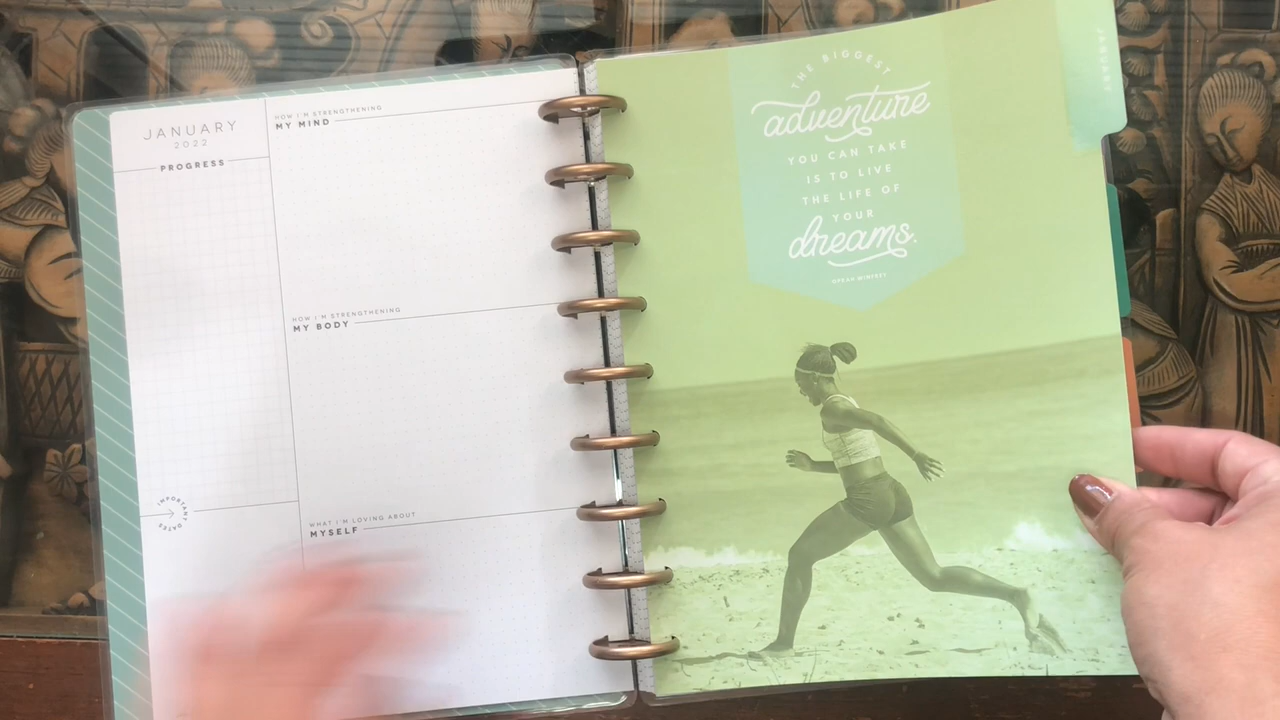 JANUARY
2022
PROGRESS
IMPORTANT DATES
HOW I'M STRENGTHENING
MY MIND
HOW I'M STRENGTHENING
MY BODY
WHAT I'M LOVING ABOUT
MYSELF
THE BIGGEST
adventure
YOU CAN TAKE
IS TO LIVE
THE LIFE OF
YOUR
dreams.
OPRAH WINFREY
JANUARY